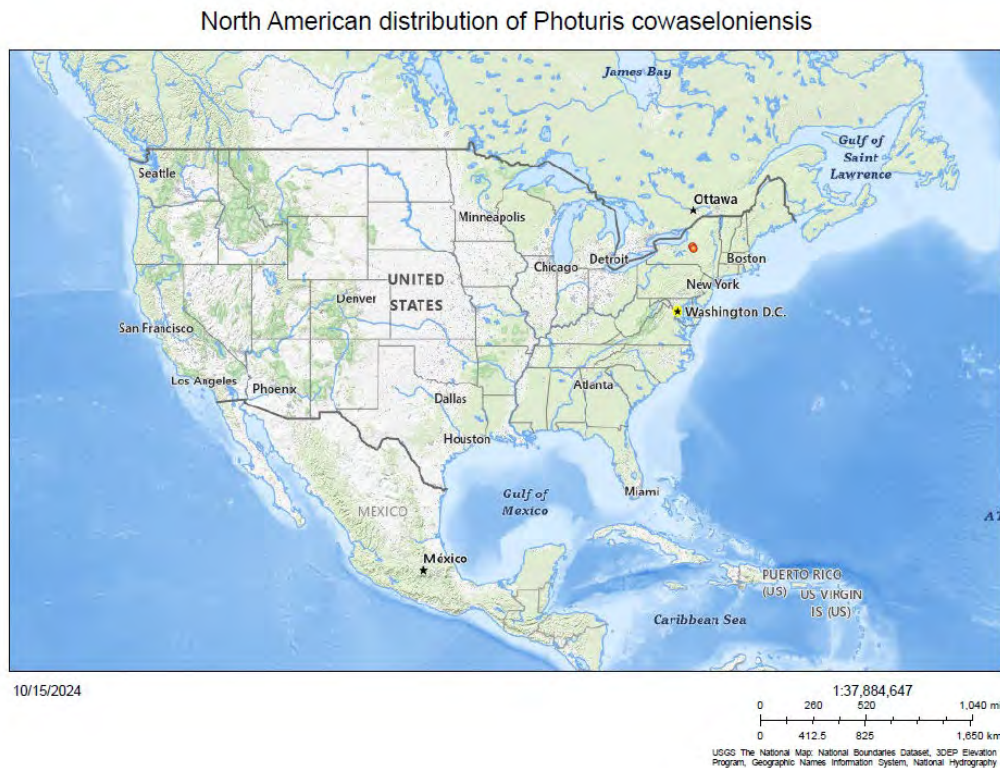 North American distribution of Photuris cowaseloniensis
James Bay
Gulf of
Saint
Lawrence
Seattle
Ottawa
Minneapolis
Boston
Detroit
Chicago
New York
UNITED
STATES
Denver
Washington D.C.
San Francisco
Los Angeles
Phoenix
Atlanta
Dallas
Houston
Miami
Gulf of
Mexico
MEXICO
AT
México
PUERTO RICO
(US)
US VIRGIN
IS (US)
Caribbean Sea
10/15/2024
1:37,884,647
0 260 520 1,040 mi
0 412.5 825 1,650 km
USGS The National Map: National Boundaries Dataset, 3DEP Elevation
Program, Geographic Names Information System, National Hydrography